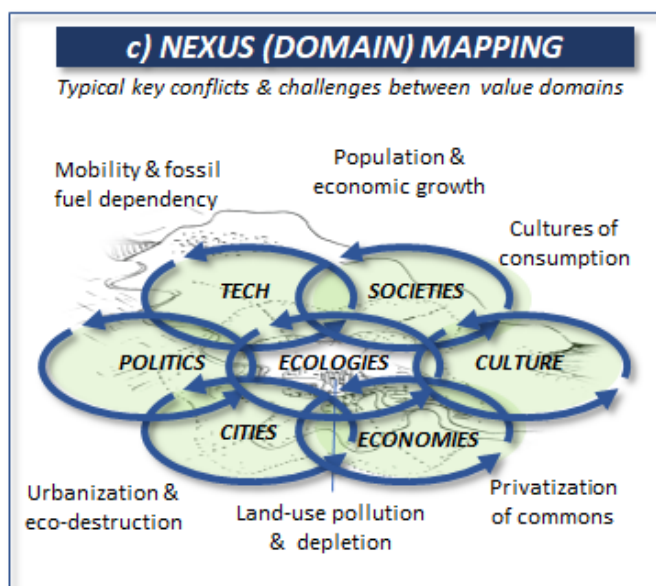 c) NEXUS (DOMAIN) MAPPING
Typical key conflicts & challenges between value domains
Mobility & fossil
fuel dependency
Population &
economic growth
Cultures of
consumption
TECH
SOCIETIES
POLITICS
ECOLOGIES
CULTURE
CITIES
ECONOMIES
Urbanization &
eco-destruction
Land-use pollution
& depletion
Privatization
of commons